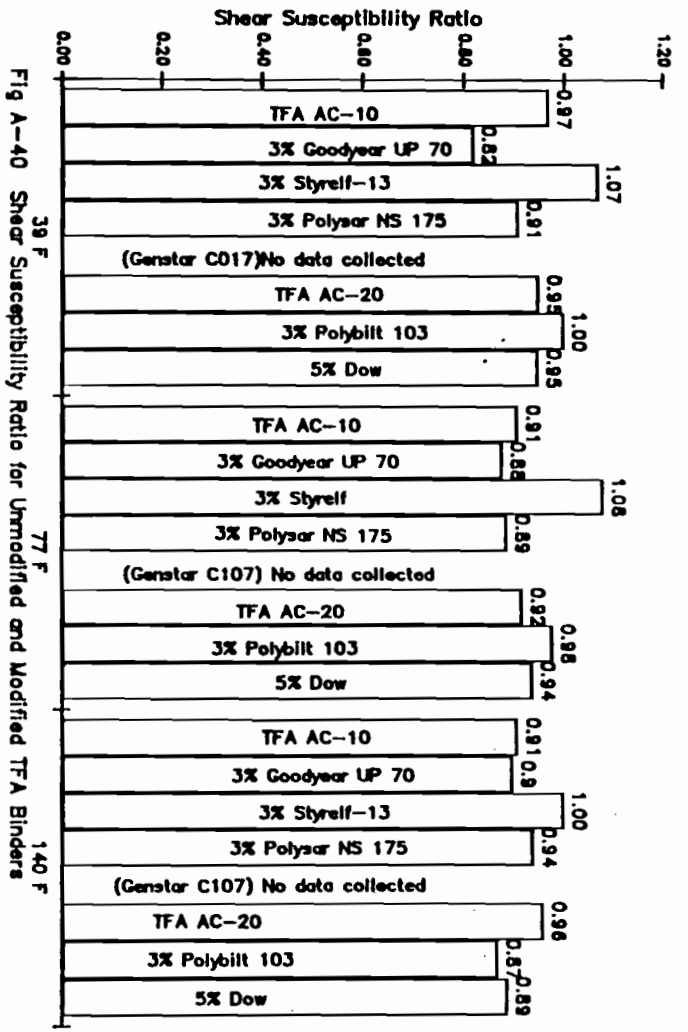 Shear Susceptibility Ratio
0.00
0.20
0.40
0.60
0.80
1.00
1.20
TFA AC-10
0.97
3% Goodyear UP 70
0.82
3% Styrelf-13
1.07
3% Polysar NS 175
0.91
(Genstar C017)No data collected
TFA AC-20
0.95
3% Polybilt 103
1.00
5% Dow
0.95
TFA AC-10
0.91
3% Goodyear UP 70
0.88
3% Styrelf
1.08
3% Polysar NS 175
0.89
(Genstar C107) No data collected
TFA AC-20
0.92
3% Polybilt 103
0.98
5% Dow
0.94
TFA AC-10
0.91
3% Goodyear UP 70
0.9
3% Styrelf-13
1.00
3% Polysar NS 175
0.94
(Genstar C107) No data collected
TFA AC-20
0.96
3% Polybilt 103
0.87
5% Dow
0.89
39 F
77 F
140 F
Fig A-40 Shear Susceptibility Ratio for Unmodified and Modified TFA Binders